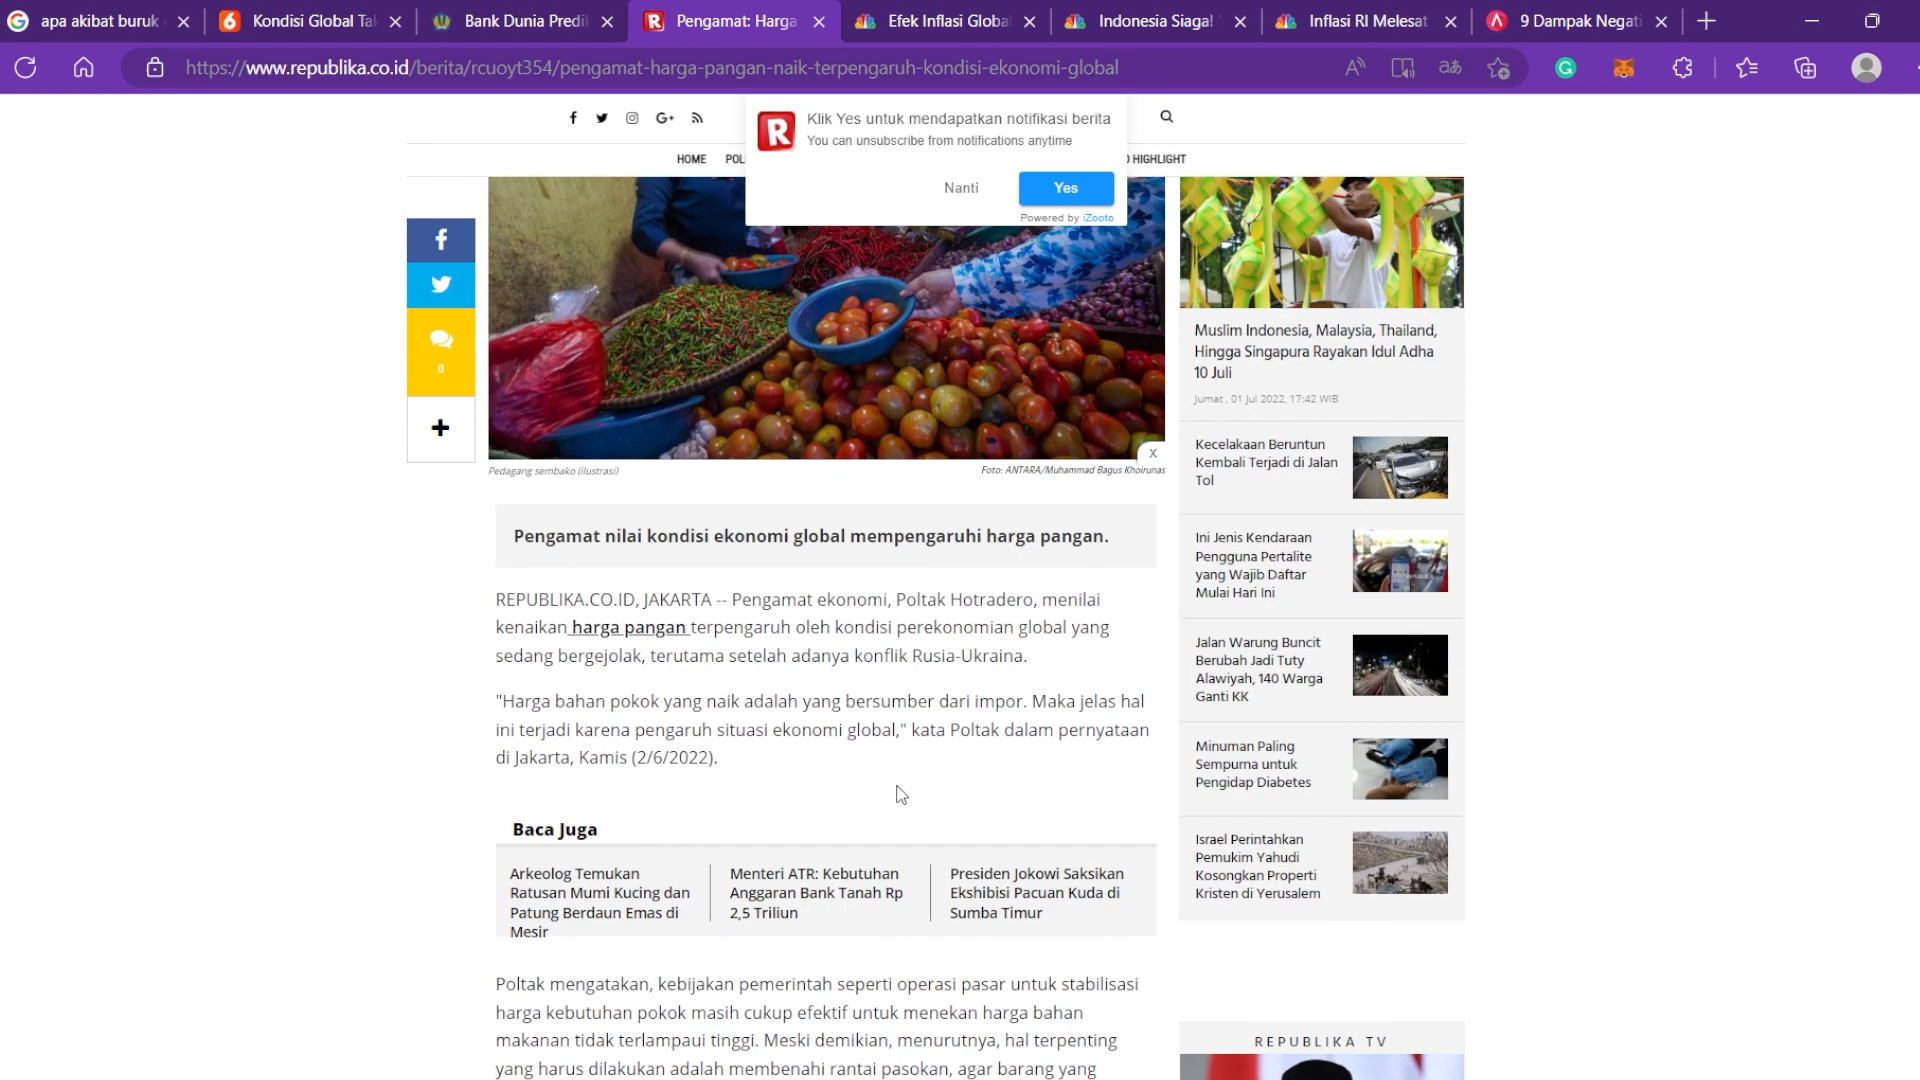 apa akibat buruk
Kondisi Global Ta
Bank Dunia Predi
Pengamat: Harga
Efek Inflasi Globa
Indonesia Siaga!
Inflasi RI Melesat
9 Dampak Negati
https://www.republika.co.id/berita/rcuoyt354/pengamat-harga-pangan-naik-terpengaruh-kondisi-ekonomi-global
Klik Yes untuk mendapatkan notifikasi berita
You can unsubscribe from notifications anytime
Nanti
Yes
Powered by iZooto
HOME
POL
HIGHLIGHT
0
x
Pedagang sembako (ilustrasi)
Foto: ANTARA/Muhammad Bagus Khoirunas
Pengamat nilai kondisi ekonomi global mempengaruhi harga pangan.
REPUBLIKA.CO.ID, JAKARTA -- Pengamat ekonomi, Poltak Hotradero, menilai
kenaikan harga pangan terpengaruh oleh kondisi perekonomian global yang
sedang bergejolak, terutama setelah adanya konflik Rusia-Ukraina.
"Harga bahan pokok yang naik adalah yang bersumber dari impor. Maka jelas hal
ini terjadi karena pengaruh situasi ekonomi global," kata Poltak dalam pernyataan
di Jakarta, Kamis (2/6/2022).
Baca Juga
Arkeolog Temukan
Ratusan Mumi Kucing dan
Patung Berdaun Emas di
Mesir
Menteri ATR: Kebutuhan
Anggaran Bank Tanah Rp
2,5 Triliun
Presiden Jokowi Saksikan
Ekshibisi Pacuan Kuda di
Sumba Timur
Poltak mengatakan, kebijakan pemerintah seperti operasi pasar untuk stabilisasi
harga kebutuhan pokok masih cukup efektif untuk menekan harga bahan
makanan tidak terlampaui tinggi. Meski demikian, menurutnya, hal terpenting
yang harus dilakukan adalah membenahi rantai pasokan, agar barang yang
Muslim Indonesia, Malaysia, Thailand,
Hingga Singapura Rayakan Idul Adha
10 Juli
Jumat , 01 Jul 2022, 17:42 WIB
Kecelakaan Beruntun
Kembali Terjadi di Jalan
Tol
Ini Jenis Kendaraan
Pengguna Pertalite
yang Wajib Daftar
Mulai Hari Ini
Jalan Warung Buncit
Berubah Jadi Tuty
Alawiyah, 140 Warga
Ganti KK
Minuman Paling
Sempurna untuk
Pengidap Diabetes
Israel Perintahkan
Pemukim Yahudi
Kosongkan Properti
Kristen di Yerusalem
REPUBLIKA TV